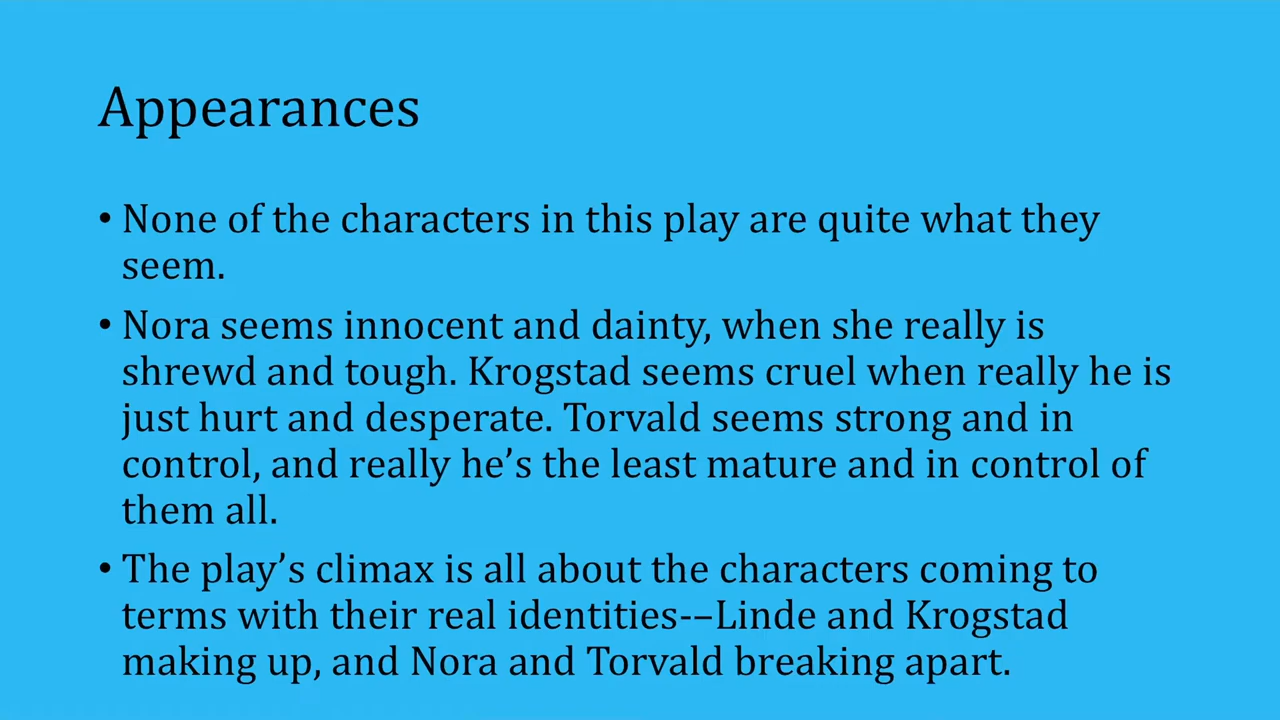 Appearances
• None of the characters in this play are quite what they
seem.
• Nora seems innocent and dainty, when she really is
shrewd and tough. Krogstad seems cruel when really he is
just hurt and desperate. Torvald seems strong and in
control, and really he’s the least mature and in control of
them all.
• The play’s climax is all about the characters coming to
terms with their real identities-–Linde and Krogstad
making up, and Nora and Torvald breaking apart.